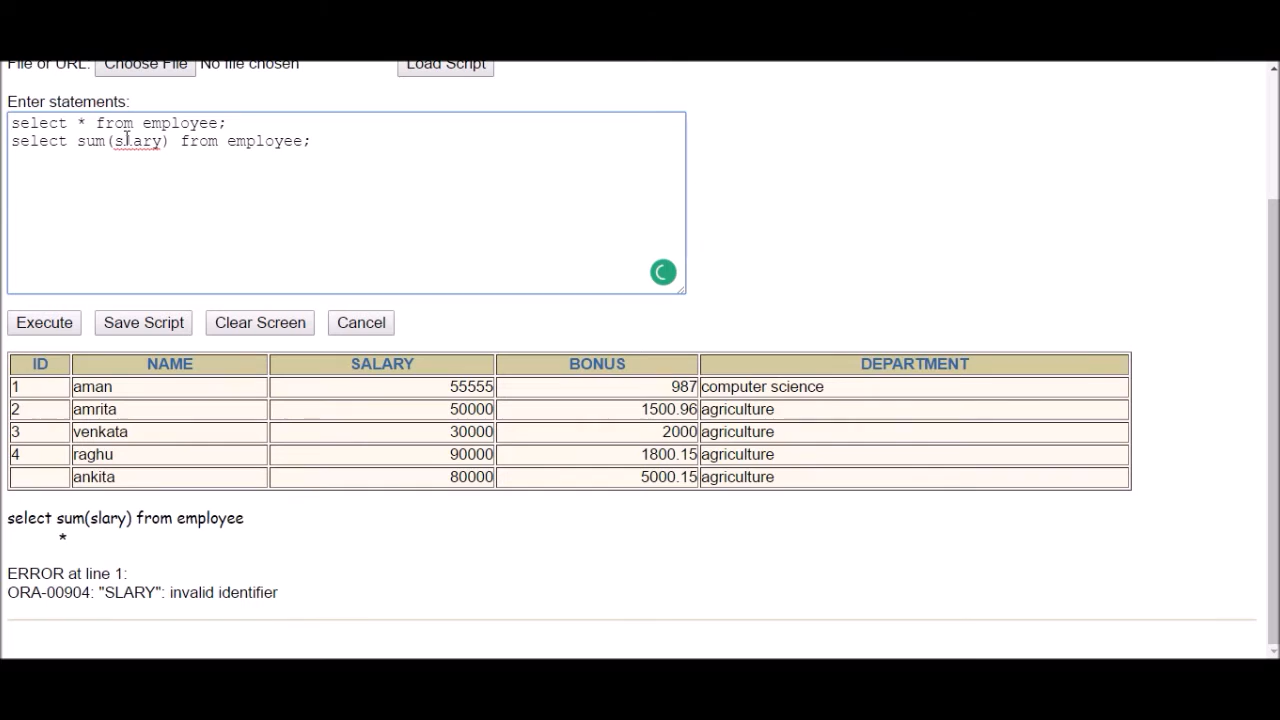 File or URL: Choose File No file chosen Load Script
Enter statements:
select * from employee;
select sum(slary) from employee;
Execute Save Script Clear Screen Cancel
ID NAME SALARY BONUS DEPARTMENT
1 aman 55555 987 computer science
2 amrita 50000 1500.96 agriculture
3 venkata 30000 2000 agriculture
4 raghu 90000 1800.15 agriculture
ankita 80000 5000.15 agriculture
select sum(slary) from employee
*
ERROR at line 1:
ORA-00904: "SLARY": invalid identifier